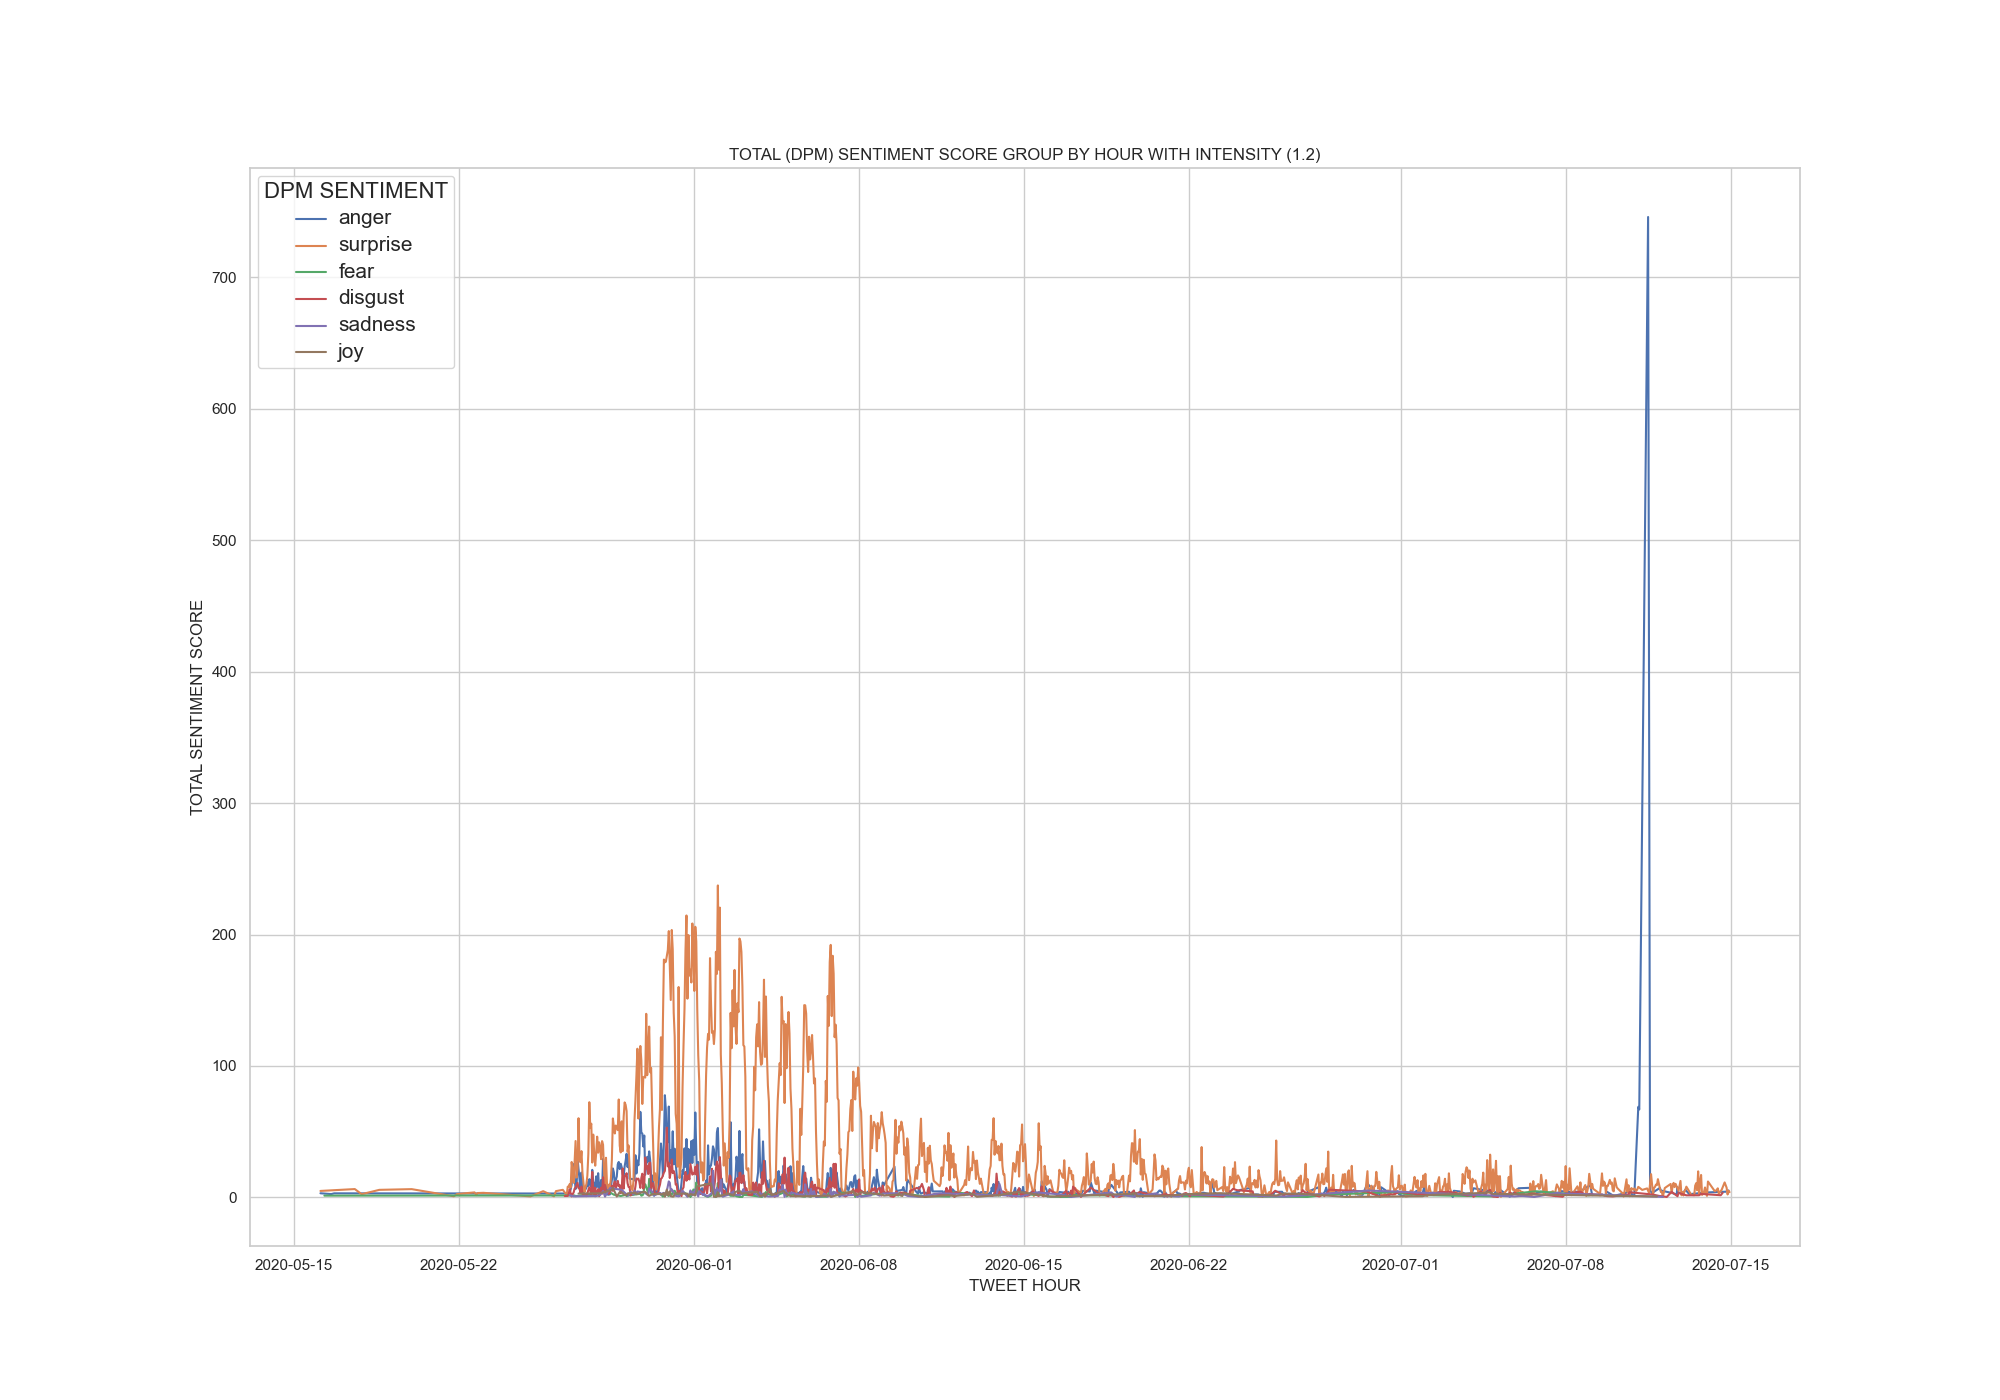 TOTAL (DPM) SENTIMENT SCORE GROUP BY HOUR WITH INTENSITY (1.2)
DPM SENTIMENT
anger
surprise
fear
disgust
sadness
joy
TOTAL SENTIMENT SCORE
700
600
500
400
300
200
100
0
2020-05-15
2020-05-22
2020-06-01
2020-06-08
2020-06-15
2020-06-22
2020-07-01
2020-07-08
2020-07-15
TWEET HOUR